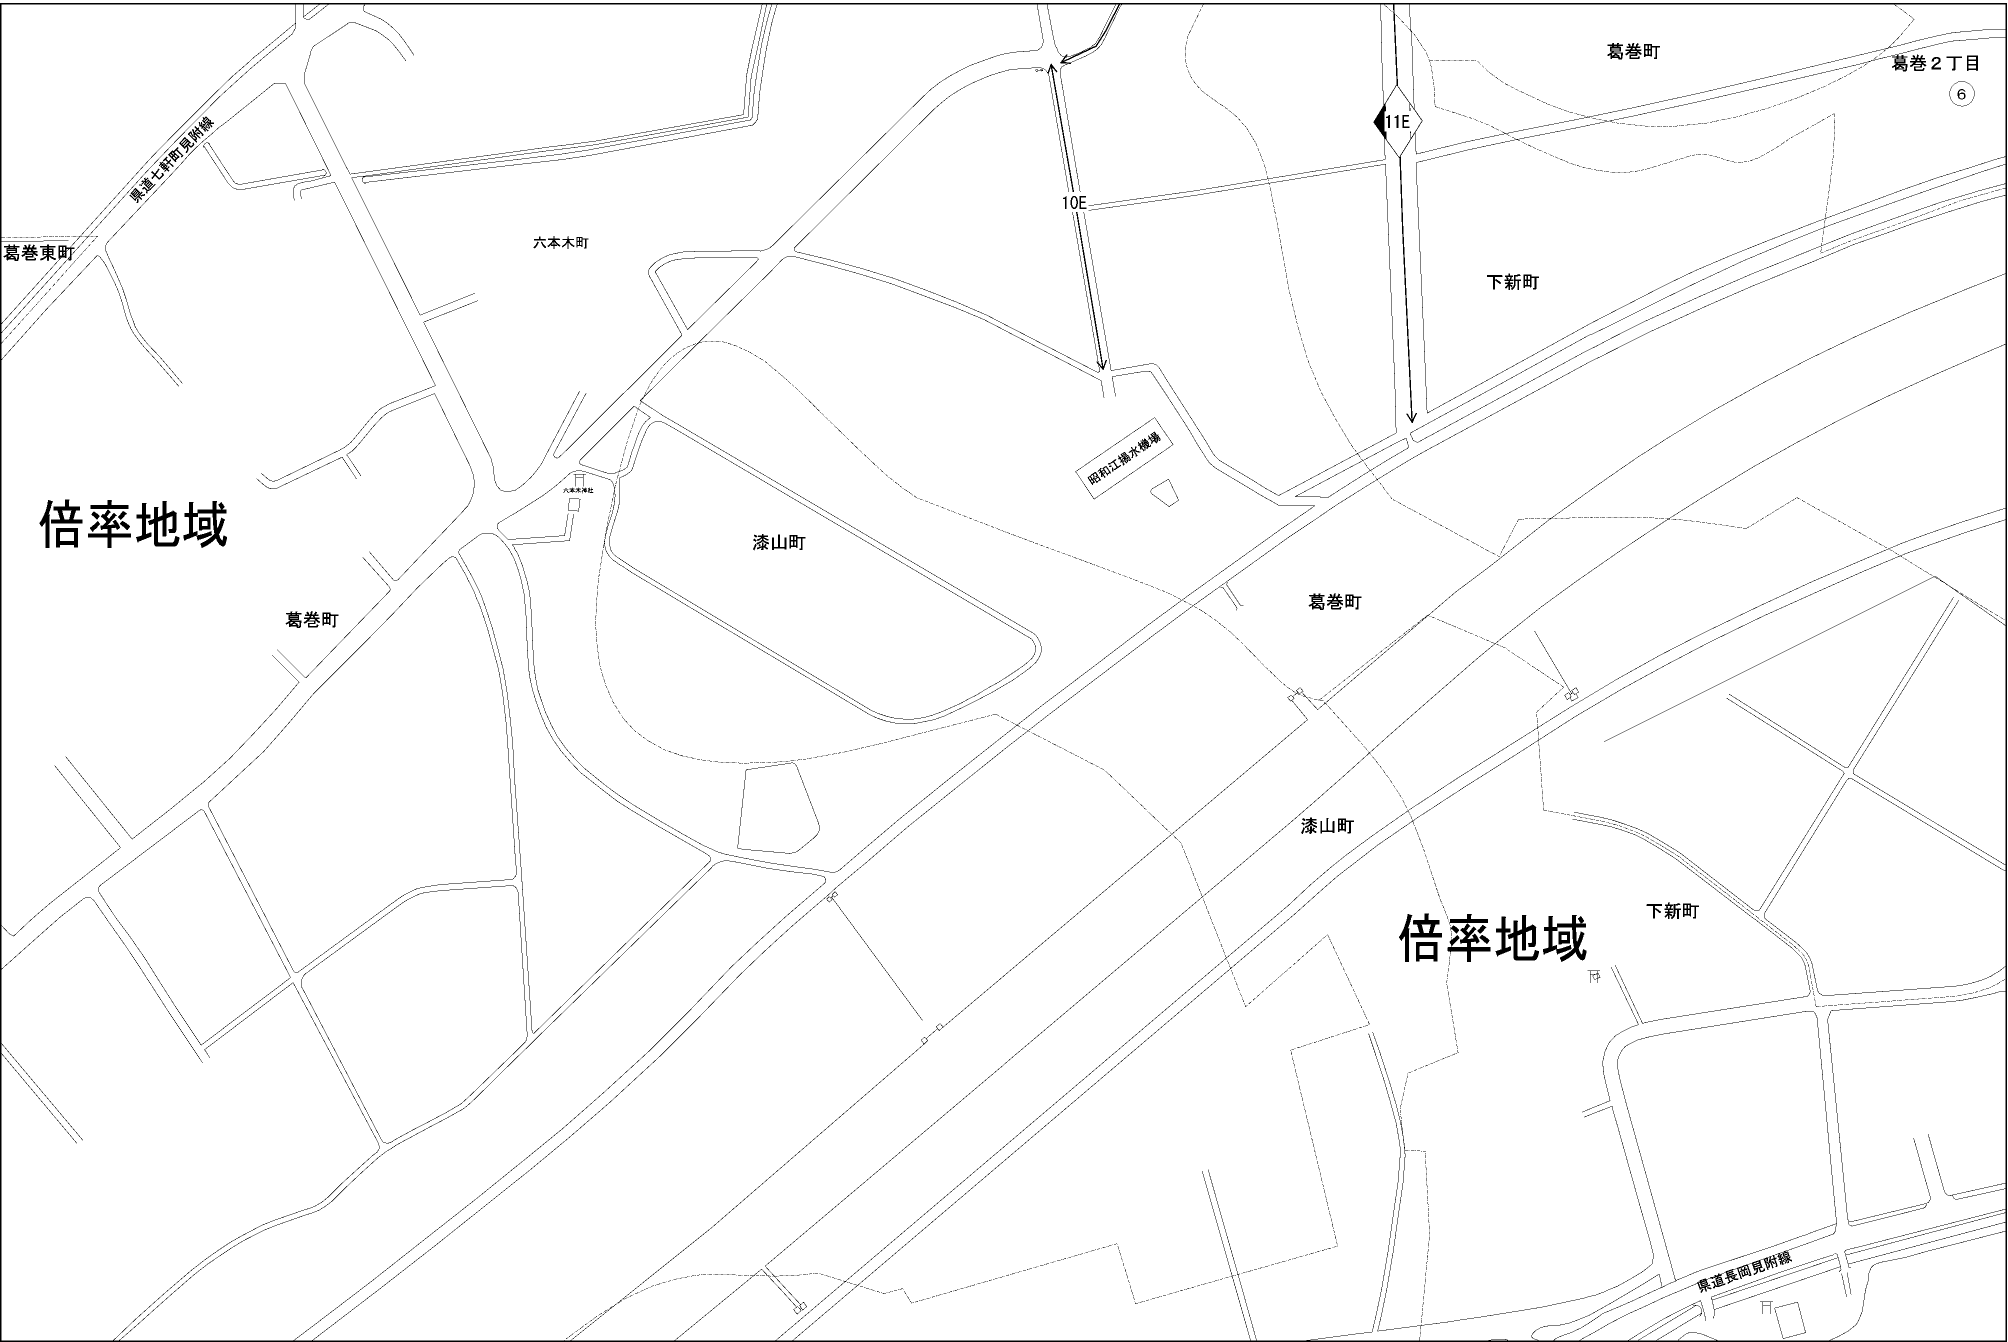 葛巻町
葛巻2丁目
6
11E
県道七軒町見附線
10E
葛巻東町
六本木町
下新町
昭和江揚水機場
六本木神社
倍率地域
漆山町
葛巻町
葛巻町
漆山町
下新町
倍率地域
県道長岡見附線